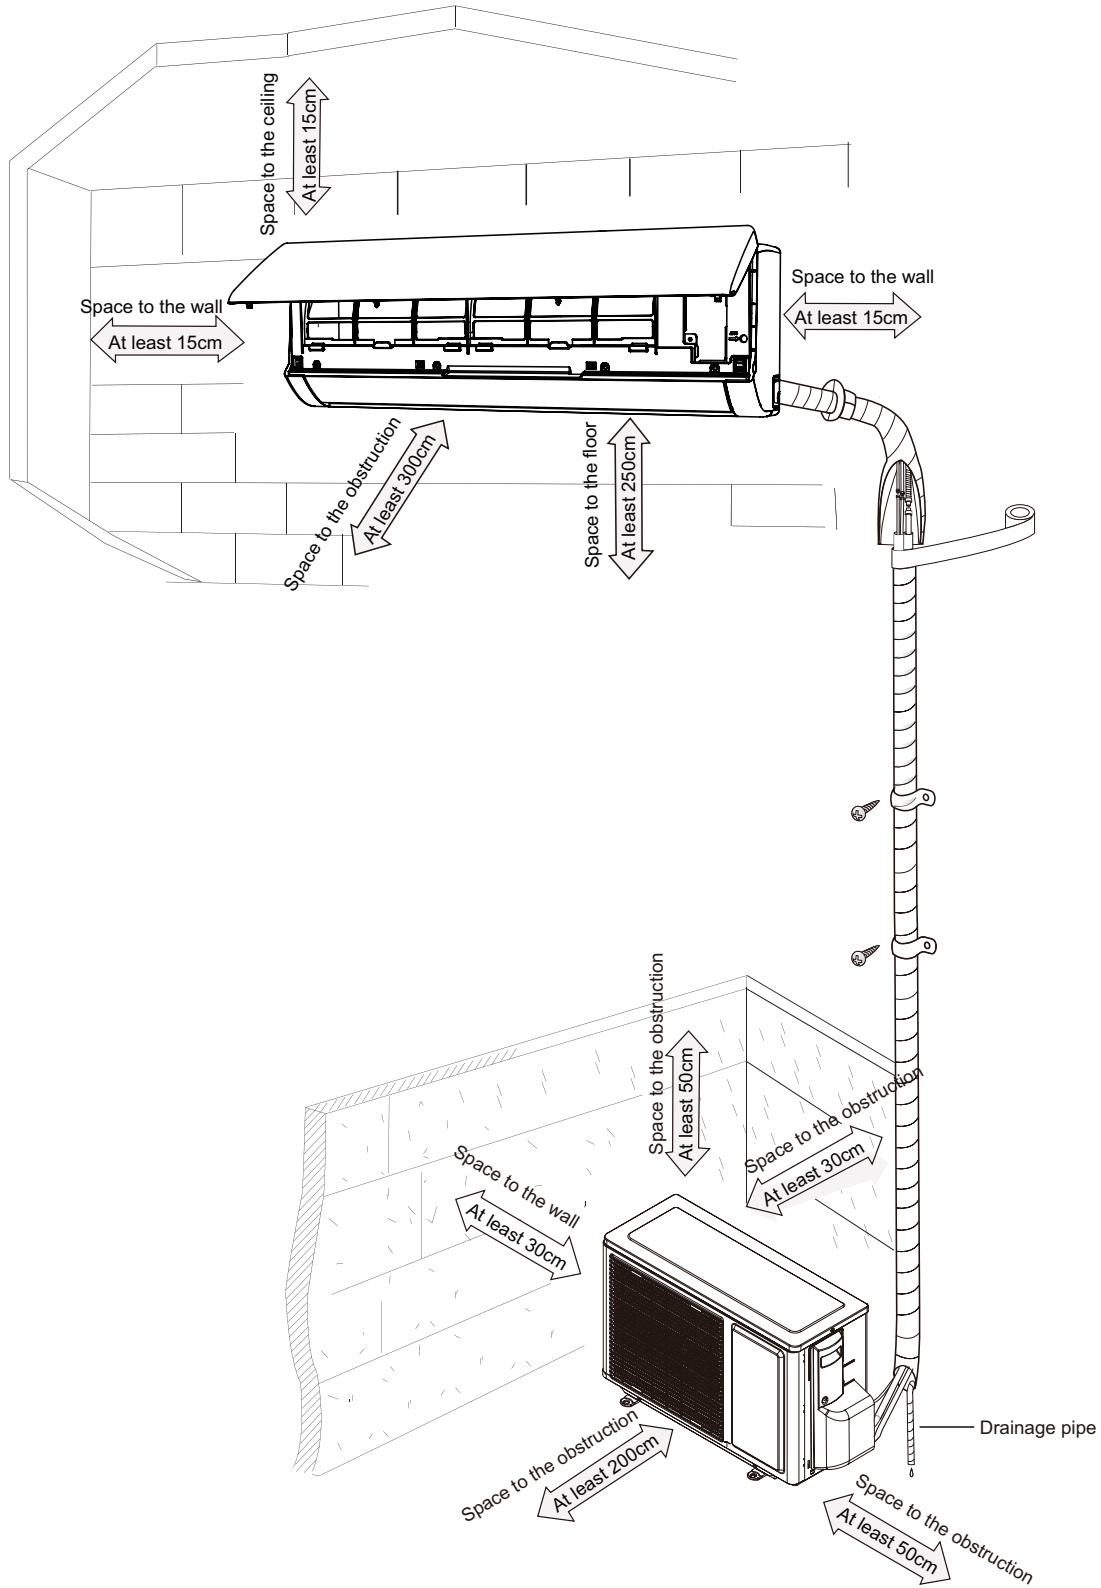 Space to the ceiling
At least 15cm
Space to the wall
At least 15cm
Space to the wall
At least 15cm
Space to the obstruction
At least 300cm
Space to the floor
At least 250cm
Space to the obstruction
At least 50cm
Space to the obstruction
At least 30cm
Space to the wall
At least 30cm
Space to the obstruction
At least 200cm
Drainage pipe
Space to the obstruction
At least 50cm